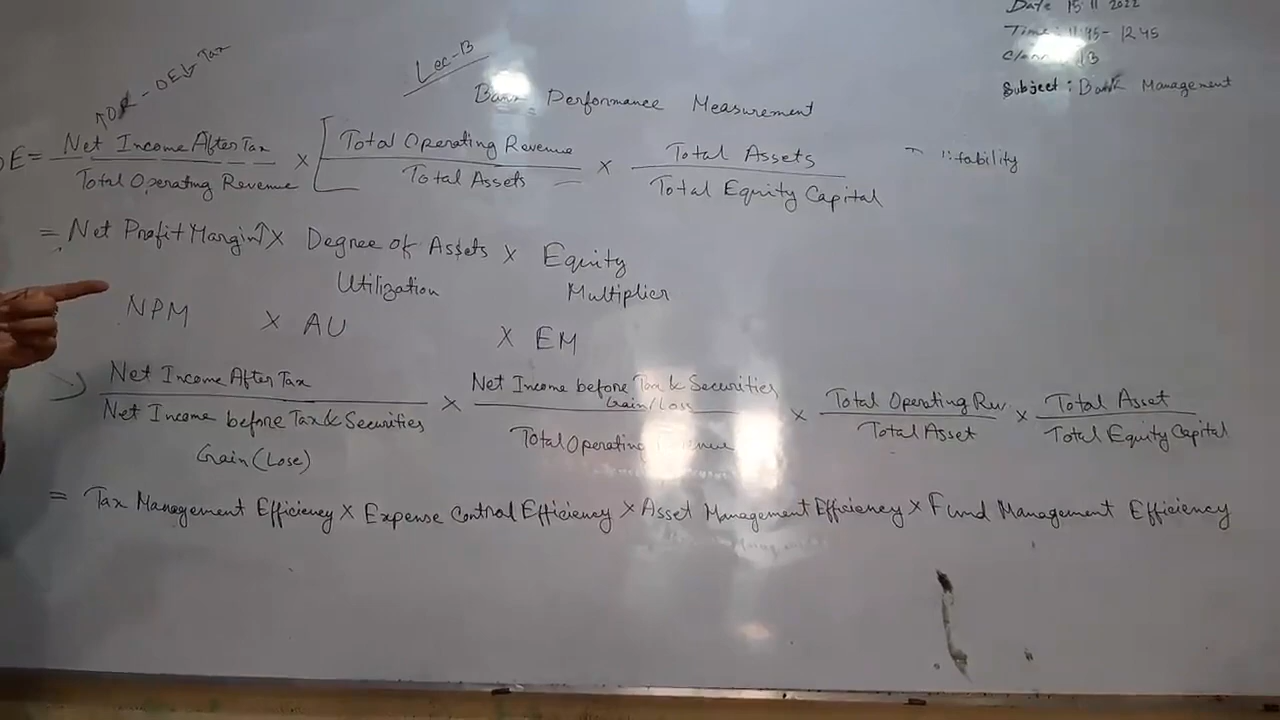 Date 15 11 2022
Time: 11:45-12:45
Class 13
Subject: Bank Management
Lec-13
Bank Performance Measurement
↑OR - OE↓ Tax
E = Net Income After Tax / Total Operating Revenue × [ Total Operating Revenue / Total Assets × Total Assets / Total Equity Capital
fability
= Net Profit Margin↑ × Degree of Assets Utilization × Equity Multiplier
NPM × AU × EM
Net Income After Tax / Net Income before Tax & Securities Gain (Lose) × Net Income before Tax & Securities Gain/Loss / Total Operating × Total Operating Rev. / Total Asset × Total Asset / Total Equity Capital
= Tax Management Efficiency × Expense Control Efficiency × Asset Management Efficiency × Fund Management Efficiency